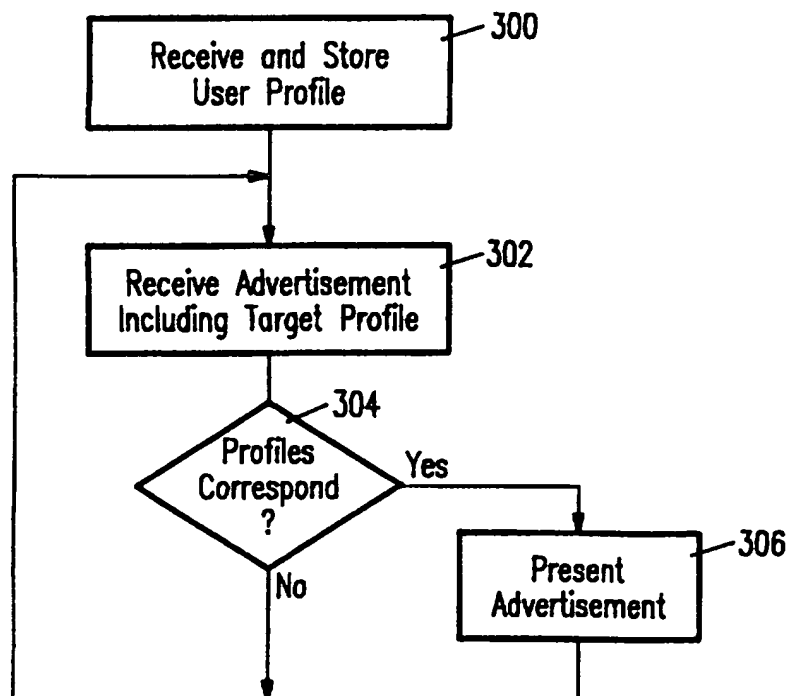 300
Receive and Store
User Profile
302
Receive Advertisement
Including Target Profile
304
Profiles
Correspond
?
Yes
No
306
Present
Advertisement